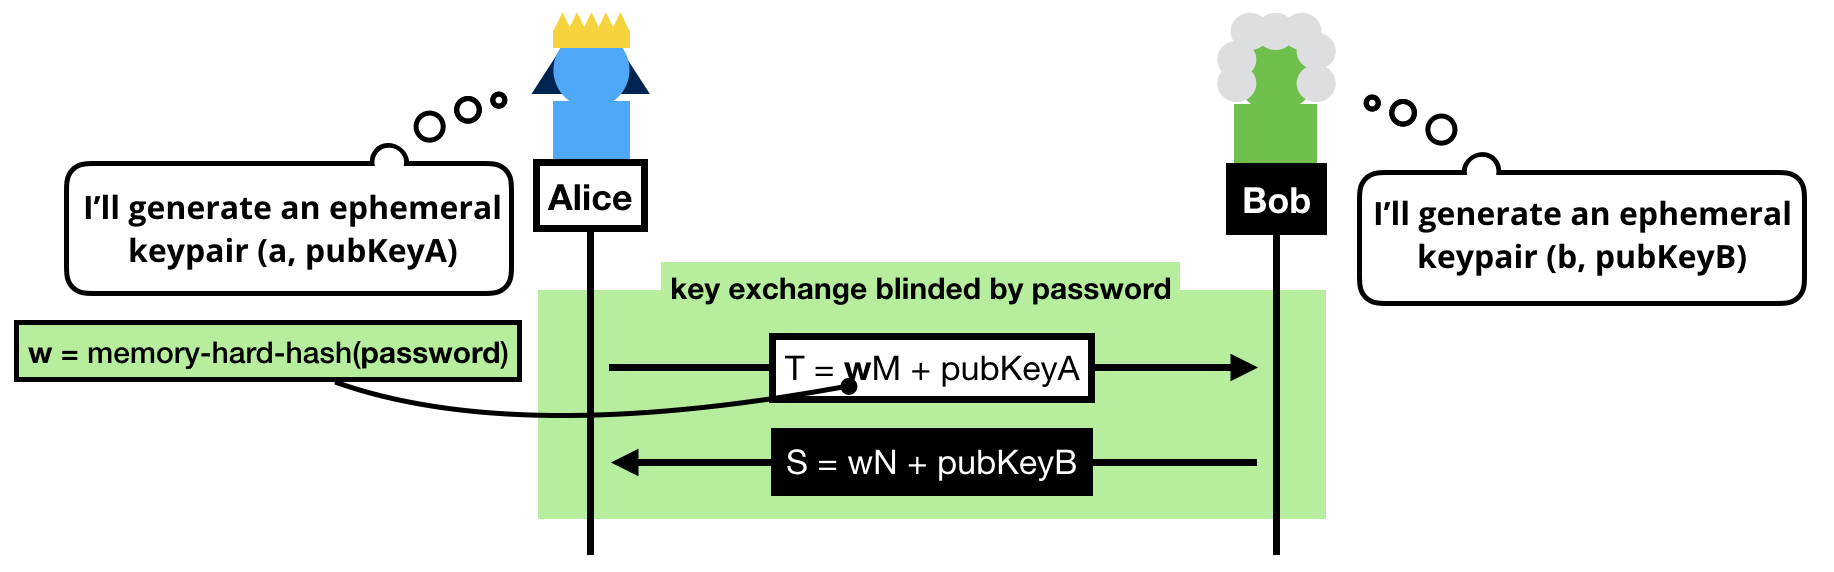 Alice
Bob
I’ll generate an ephemeral
keypair (a, pubKeyA)
I’ll generate an ephemeral
keypair (b, pubKeyB)
key exchange blinded by password
w = memory-hard-hash(password)
T = wM + pubKeyA
S = wN + pubKeyB